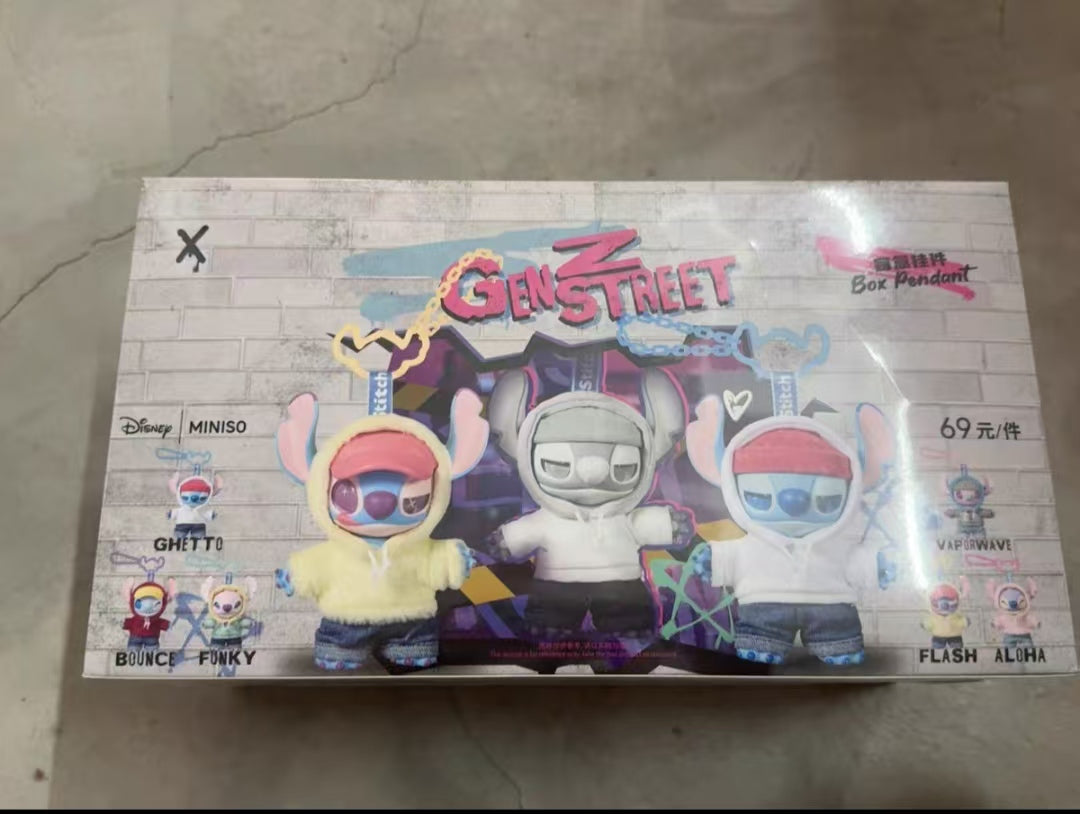 X
GEN Z STREET
盲盒挂件
Box Pendant
Stitch
Stitch
Stitch
Disney | MINISO
69元/件
GHETTO
VAPORWAVE
BOUNCE
FUNKY
FLASH
ALOHA